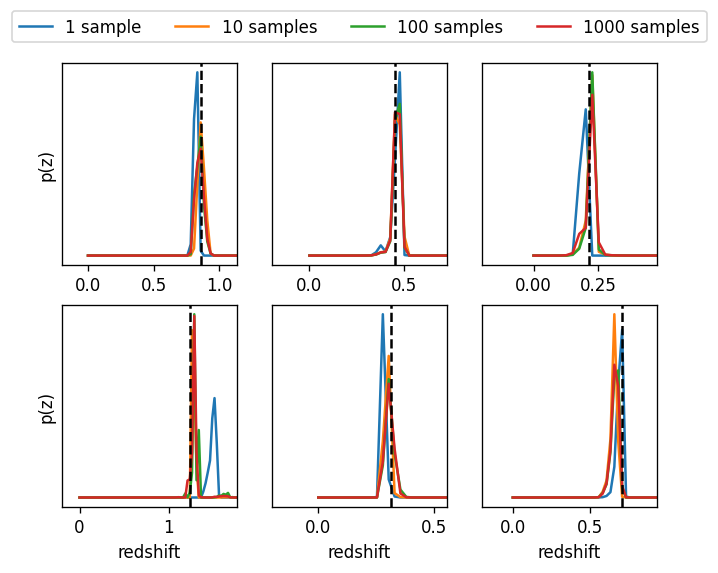 1 sample 10 samples 100 samples 1000 samples
p(z)
0.0 0.5 1.0
0.0 0.5
0.00 0.25
p(z)
0 1
0.0 0.5
0.0 0.5
redshift redshift redshift